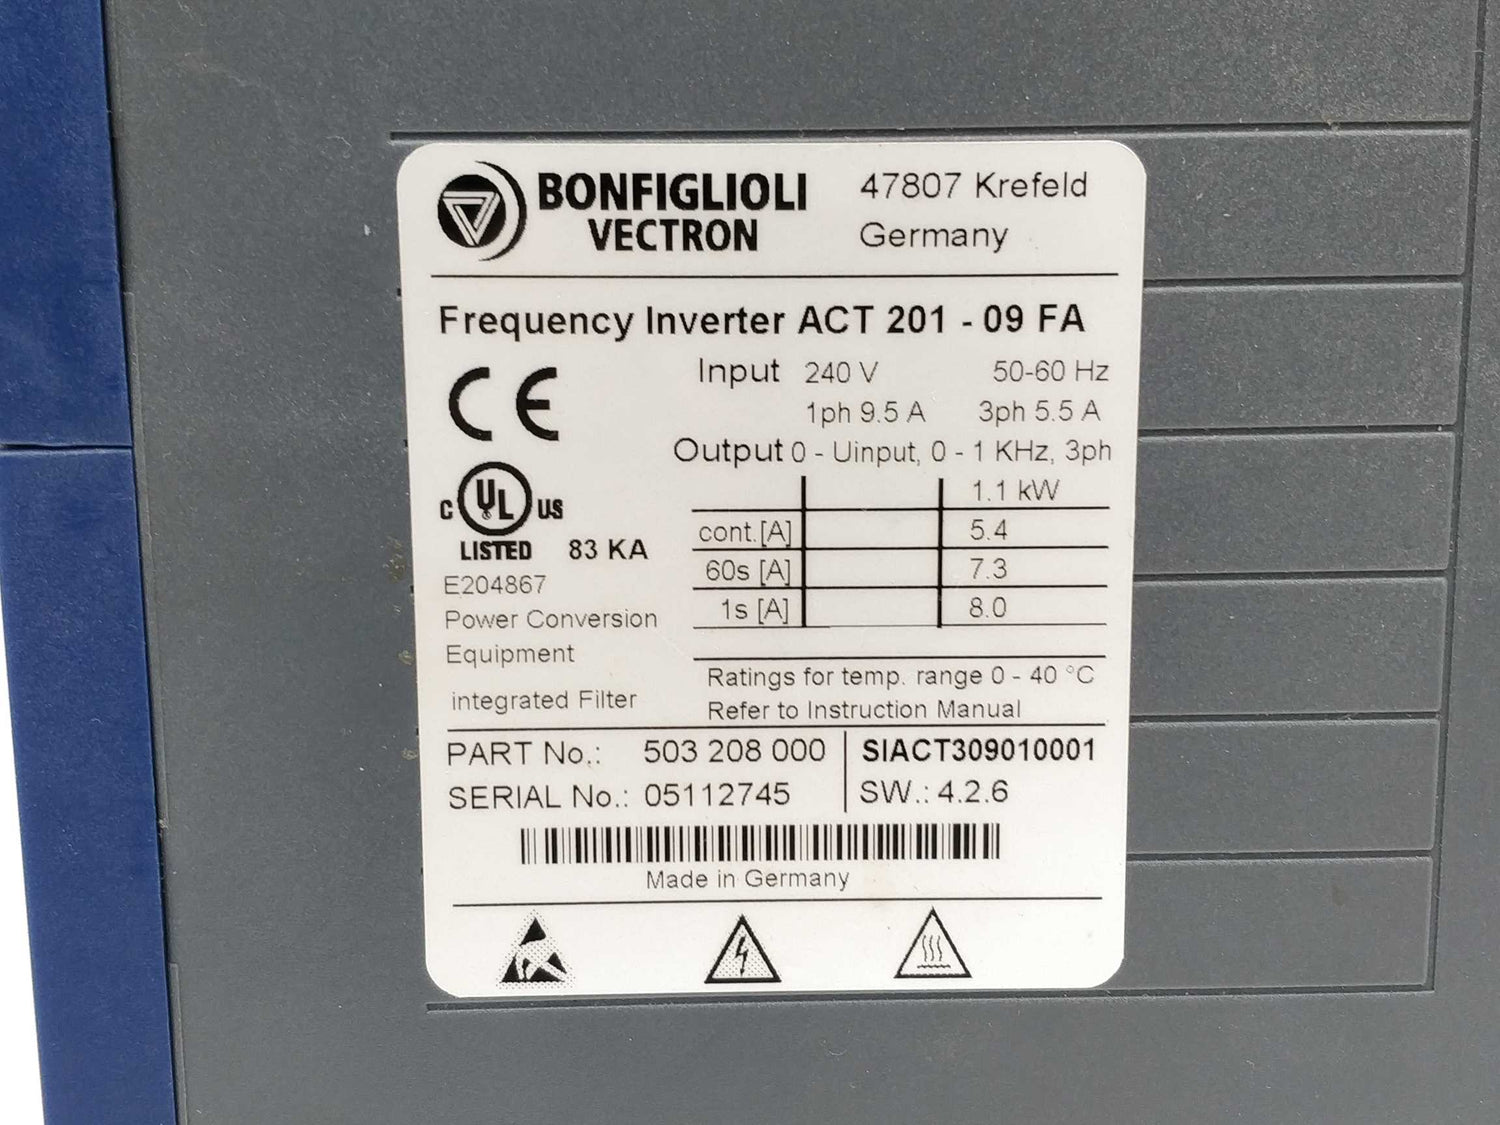 BONFIGLIOLI
VECTRON
47807 Krefeld
Germany
Frequency Inverter ACT 201 - 09 FA
Input 240 V 50-60 Hz
1ph 9.5 A 3ph 5.5 A
Output 0 - Uinput, 0 - 1 KHz, 3ph
1.1 kW
cont.[A] 5.4
60s [A] 7.3
1s [A] 8.0
CE
C UL US
LISTED 83 KA
E204867
Power Conversion
Equipment
integrated Filter
Ratings for temp. range 0 - 40 °C
Refer to Instruction Manual
PART No.: 503 208 000 SIACT309010001
SERIAL No.: 05112745 SW.: 4.2.6
Made in Germany